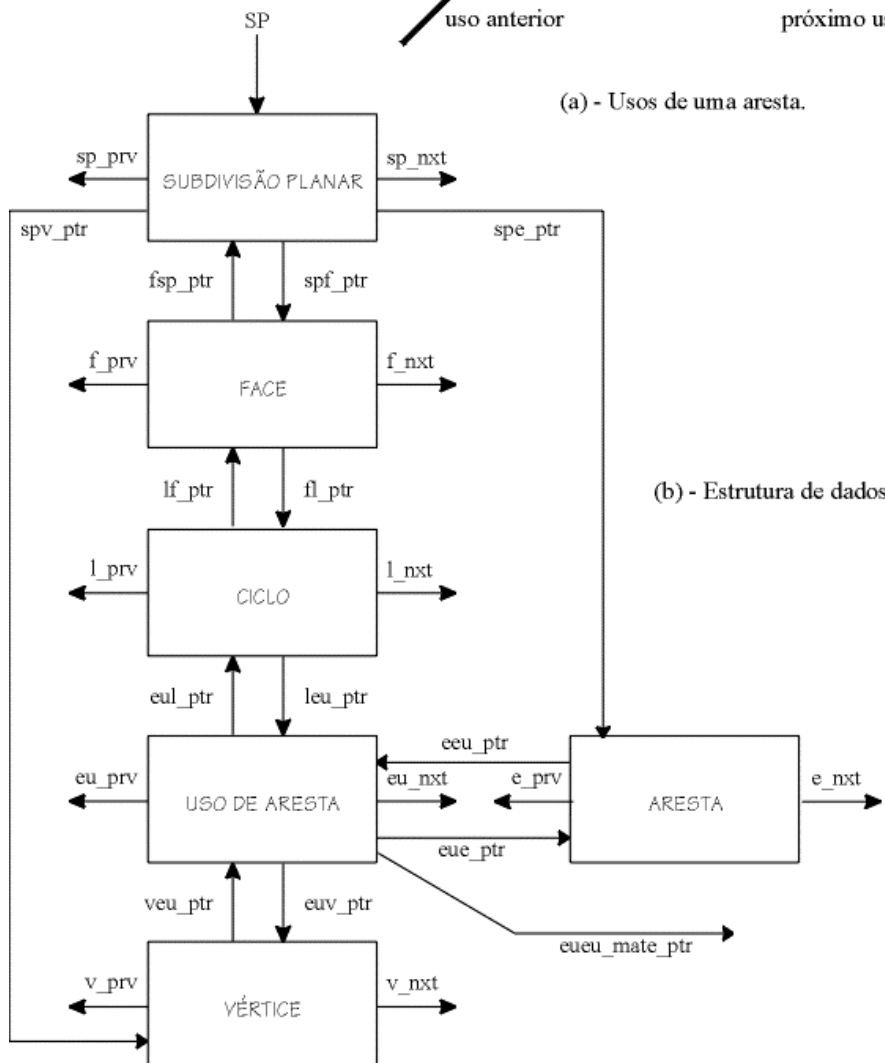 SP
uso anterior
próximo
(a) - Usos de uma aresta.
sp_prv
sp_nxt
SUBDIVISÃO PLANAR
spv_ptr
spe_ptr
fsp_ptr
spf_ptr
f_prv
f_nxt
FACE
lf_ptr
fl_ptr
(b) - Estrutura de dados
l_prv
l_nxt
CICLO
eul_ptr
leu_ptr
eeu_ptr
eu_prv
eu_nxt
e_prv
e_nxt
USO DE ARESTA
ARESTA
eue_ptr
veu_ptr
euv_ptr
eueu_mate_ptr
v_prv
v_nxt
VÉRTICE